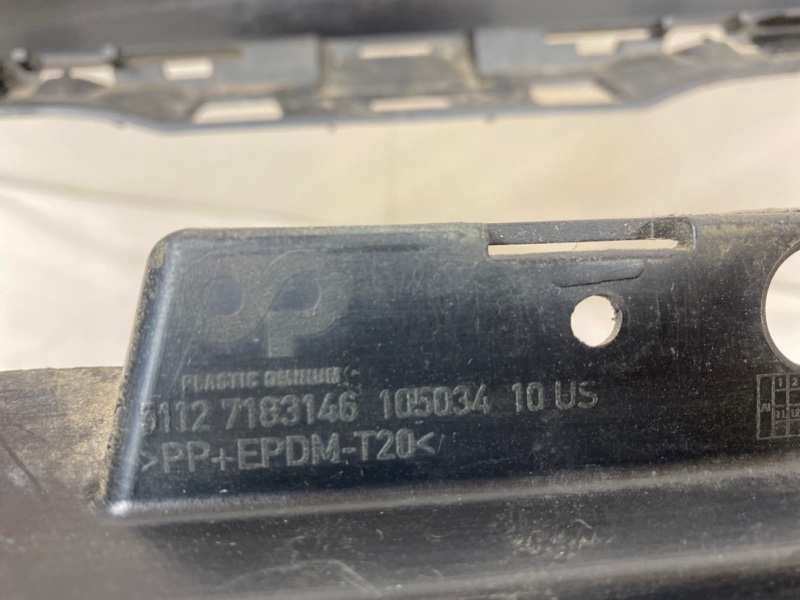 PLASTIC OMNIUM
5112 7183146 105034 10 US
>PP+EPDM-T20<